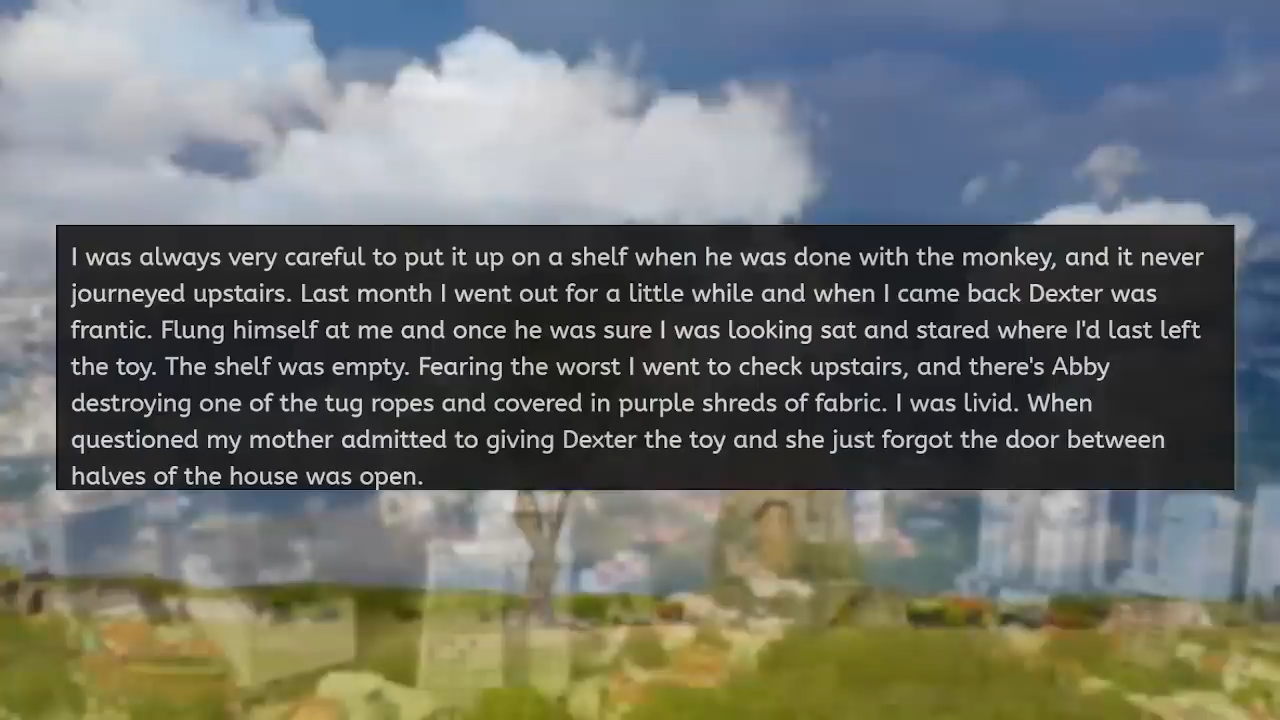 I was always very careful to put it up on a shelf when he was done with the monkey, and it never
journeyed upstairs. Last month I went out for a little while and when I came back Dexter was
frantic. Flung himself at me and once he was sure I was looking sat and stared where I'd last left
the toy. The shelf was empty. Fearing the worst I went to check upstairs, and there's Abby
destroying one of the tug ropes and covered in purple shreds of fabric. I was livid. When
questioned my mother admitted to giving Dexter the toy and she just forgot the door between
halves of the house was open.